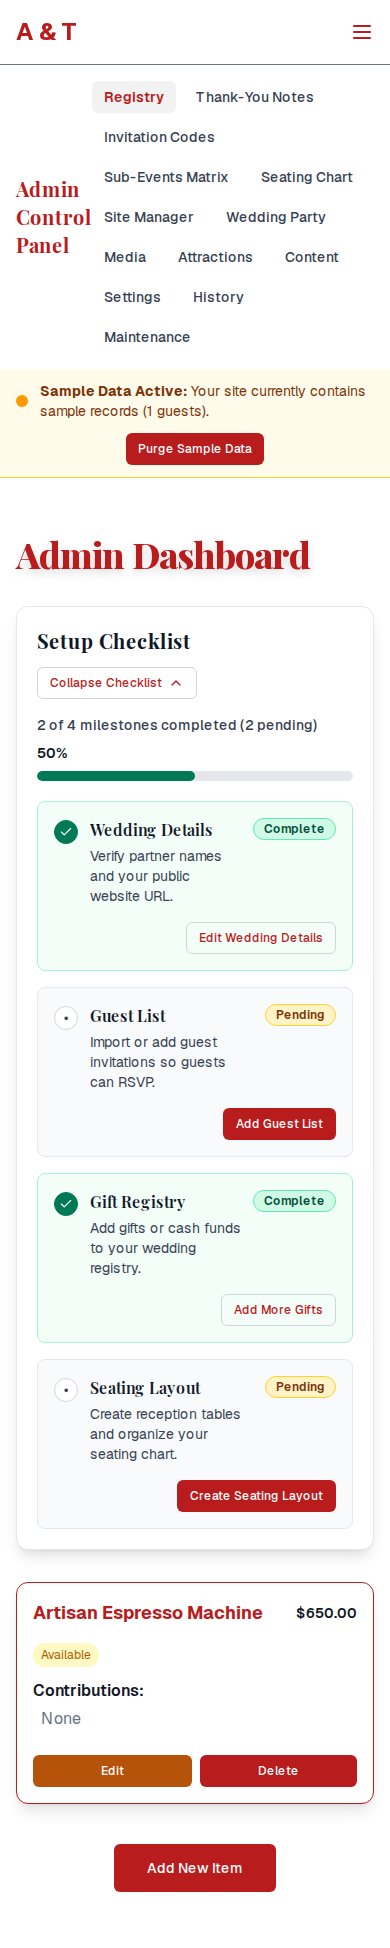 A & T
Admin
Control
Panel
Registry
Thank-You Notes
Invitation Codes
Sub-Events Matrix
Seating Chart
Site Manager
Wedding Party
Media
Attractions
Content
Settings
History
Maintenance
Sample Data Active: Your site currently contains
sample records (1 guests).
Purge Sample Data
Admin Dashboard
Setup Checklist
Collapse Checklist
2 of 4 milestones completed (2 pending)
50%
Wedding Details
Complete
Verify partner names
and your public
website URL.
Edit Wedding Details
Guest List
Pending
Import or add guest
invitations so guests
can RSVP.
Add Guest List
Gift Registry
Complete
Add gifts or cash funds
to your wedding
registry.
Add More Gifts
Seating Layout
Pending
Create reception tables
and organize your
seating chart.
Create Seating Layout
Artisan Espresso Machine
$650.00
Available
Contributions:
None
Edit
Delete
Add New Item